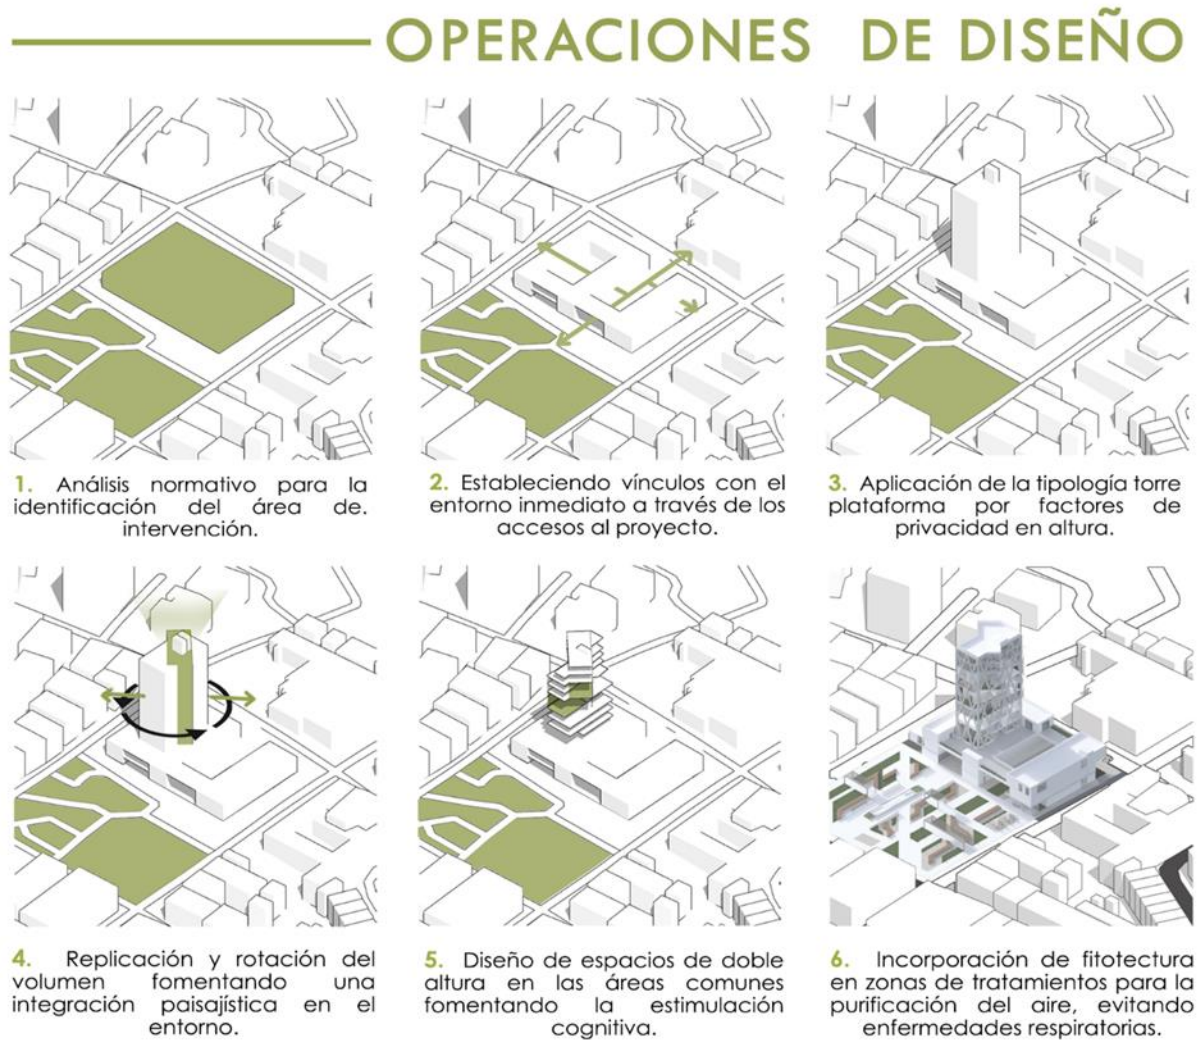 OPERACIONES DE DISEÑO
1. Análisis normativo para la
identificación del área de.
intervención.
2. Estableciendo vínculos con el
entorno inmediato a través de los
accesos al proyecto.
3. Aplicación de la tipología torre
plataforma por factores de
privacidad en altura.
4. Replicación y rotación del
volumen fomentando una
integración paisajística en el
entorno.
5. Diseño de espacios de doble
altura en las áreas comunes
fomentando la estimulación
cognitiva.
6. Incorporación de fitotectura
en zonas de tratamientos para la
purificación del aire, evitando
enfermedades respiratorias.